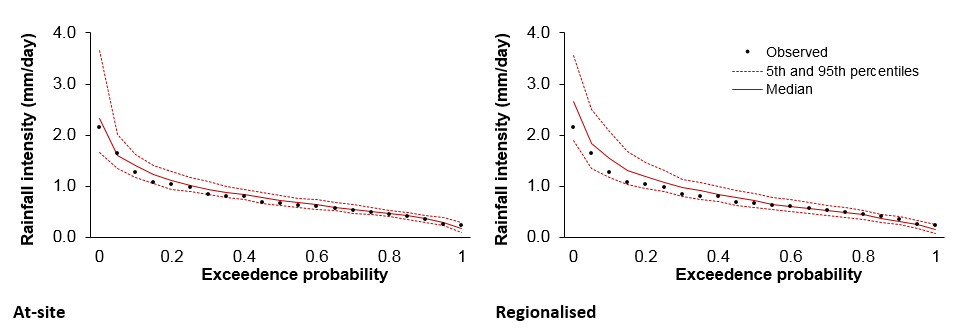 4.0
3.0
2.0
1.0
0.0
Rainfall intensity (mm/day)
0 0.2 0.4 0.6 0.8 1
Exceedence probability
At-site
4.0
3.0
2.0
1.0
0.0
Rainfall intensity (mm/day)
Observed
5th and 95th percentiles
Median
0 0.2 0.4 0.6 0.8 1
Exceedence probability
Regionalised